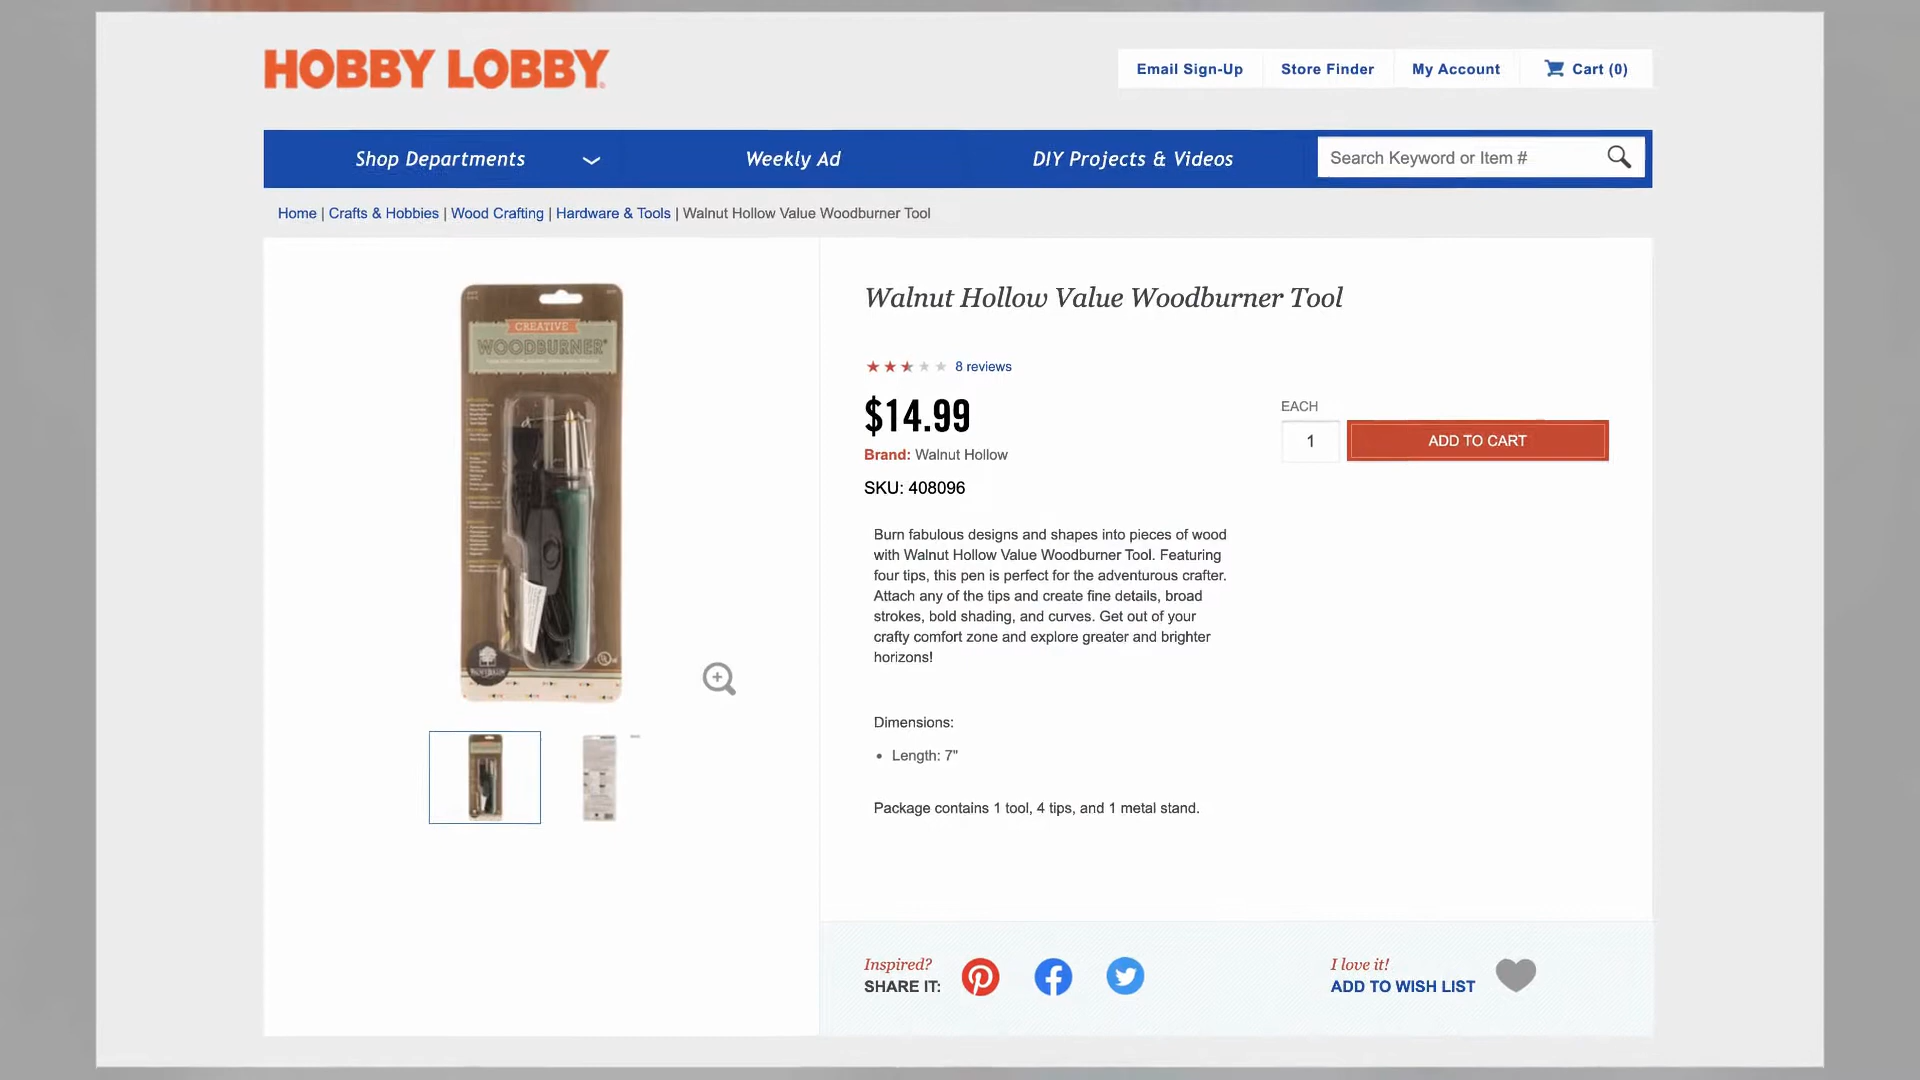 HOBBY LOBBY
Email Sign-Up
Store Finder
My Account
Cart (0)
Shop Departments
Weekly Ad
DIY Projects & Videos
Search Keyword or Item #
Home | Crafts & Hobbies | Wood Crafting | Hardware & Tools | Walnut Hollow Value Woodburner Tool
CREATIVE
WOODBURNER
Walnut Hollow Value Woodburner Tool
8 reviews
$14.99
EACH
1
ADD TO CART
Brand: Walnut Hollow
SKU: 408096
Burn fabulous designs and shapes into pieces of wood
with Walnut Hollow Value Woodburner Tool. Featuring
four tips, this pen is perfect for the adventurous crafter.
Attach any of the tips and create fine details, broad
strokes, bold shading, and curves. Get out of your
crafty comfort zone and explore greater and brighter
horizons!
Dimensions:
• Length: 7"
Package contains 1 tool, 4 tips, and 1 metal stand.
Inspired?
SHARE IT:
I love it!
ADD TO WISH LIST